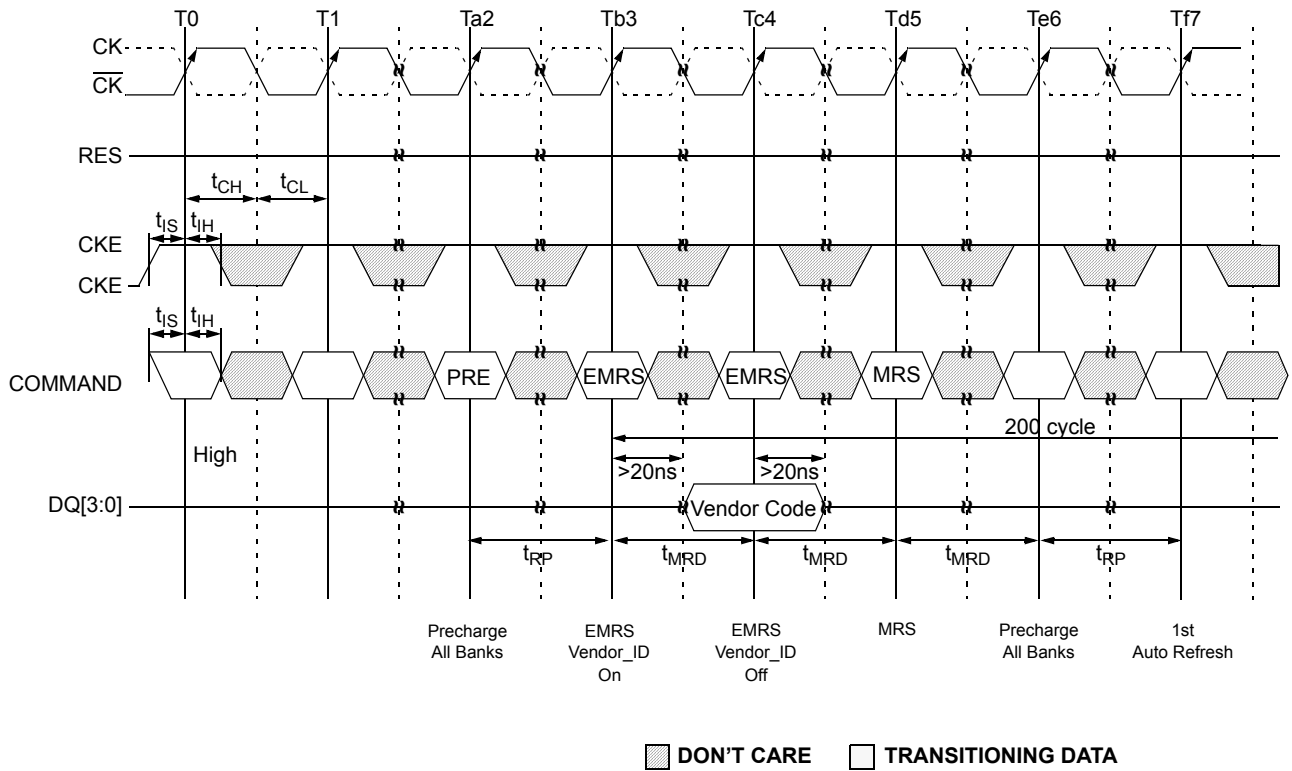 T0 T1 Ta2 Tb3 Tc4 Td5 Te6 Tf7
CK
CK
RES
tCH tCL
tIS tIH
CKE
CKE
tIS tIH
COMMAND PRE EMRS EMRS MRS
200 cycle
High
>20ns >20ns
DQ[3:0] Vendor Code
tRP tMRD tMRD tMRD tRP
Precharge All Banks
EMRS Vendor_ID On
EMRS Vendor_ID Off
MRS
Precharge All Banks
1st Auto Refresh
DON'T CARE TRANSITIONING DATA